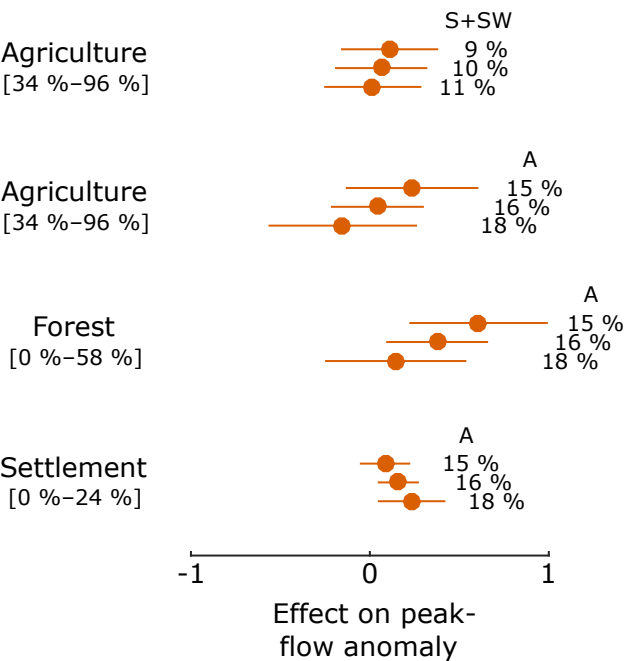 S+SW
Agriculture
[34 %–96 %]
9 %
10 %
11 %
A
Agriculture
[34 %–96 %]
15 %
16 %
18 %
A
Forest
[0 %–58 %]
15 %
16 %
18 %
A
Settlement
[0 %–24 %]
15 %
16 %
18 %
-1 0 1
Effect on peak-
flow anomaly